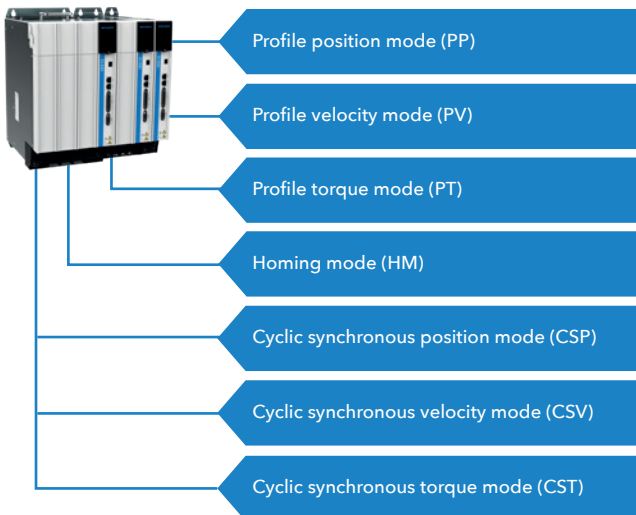 Profile position mode (PP)
Profile velocity mode (PV)
Profile torque mode (PT)
Homing mode (HM)
Cyclic synchronous position mode (CSP)
Cyclic synchronous velocity mode (CSV)
Cyclic synchronous torque mode (CST)